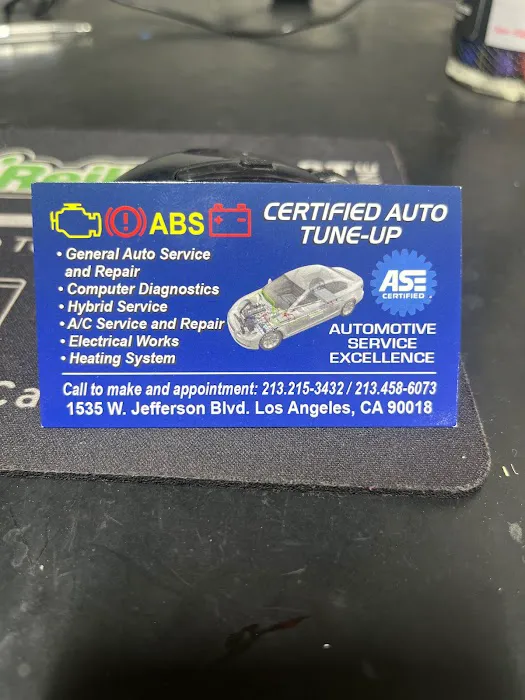 ABS
CERTIFIED AUTO
TUNE-UP
• General Auto Service
and Repair
• Computer Diagnostics
• Hybrid Service
• A/C Service and Repair
• Electrical Works
• Heating System
ASE
CERTIFIED
AUTOMOTIVE
SERVICE
EXCELLENCE
Call to make and appointment: 213.215-3432 / 213.458-6073
1535 W. Jefferson Blvd. Los Angeles, CA 90018